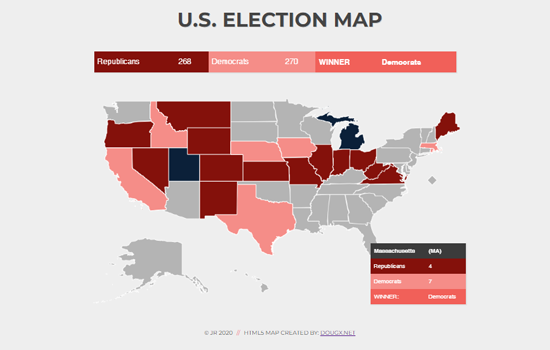 U.S. ELECTION MAP
Republicans 268 Democrats 270 WINNER Democrats
Massachusetts (MA)
Republicans 4
Democrats 7
WINNER: Democrats
© JR 2020 // HTML5 MAP CREATED BY: DOUGX.NET